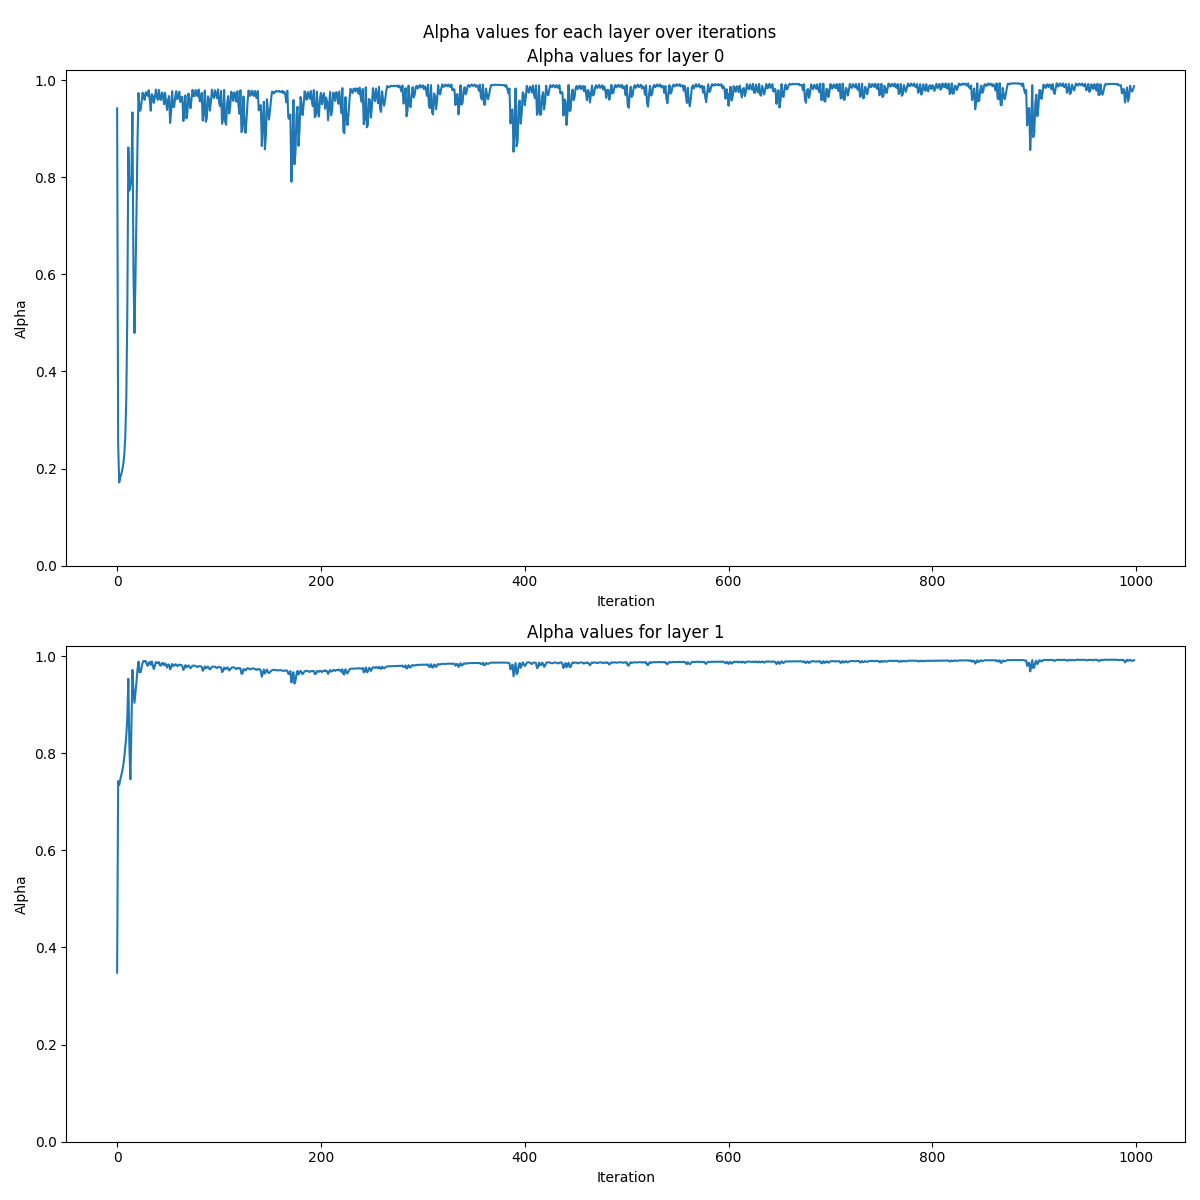 Alpha values for each layer over iterations
Alpha values for layer 0
1.0
0.8
0.6
0.4
0.2
0.0
Alpha
0 200 400 600 800 1000
Iteration
Alpha values for layer 1
1.0
0.8
0.6
0.4
0.2
0.0
Alpha
0 200 400 600 800 1000
Iteration